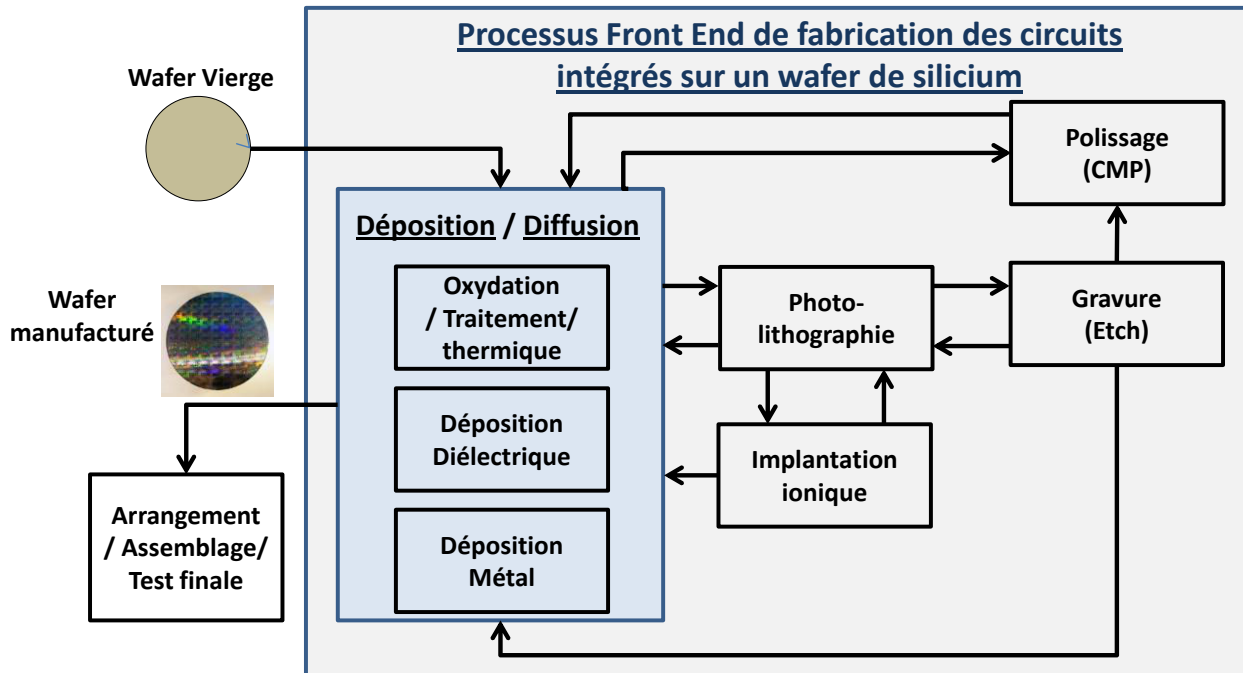 Processus Front End de fabrication des circuits
intégrés sur un wafer de silicium
Wafer Vierge
Polissage
(CMP)
Déposition / Diffusion
Oxydation
/ Traitement/
thermique
Photo-
lithographie
Gravure
(Etch)
Wafer
manufacturé
Déposition
Diélectrique
Implantation
ionique
Arrangement
/ Assemblage/
Test finale
Déposition
Métal